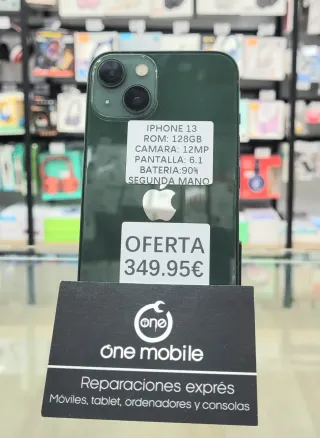 IPHONE 13
ROM: 128GB
CAMARA: 12MP
PANTALLA: 6.1
BATERIA:90%
SEGUNDA MANO
OFERTA
349.95€
one
óne mobile
Reparaciones exprés
Móviles, tablet, ordenadores y consolas